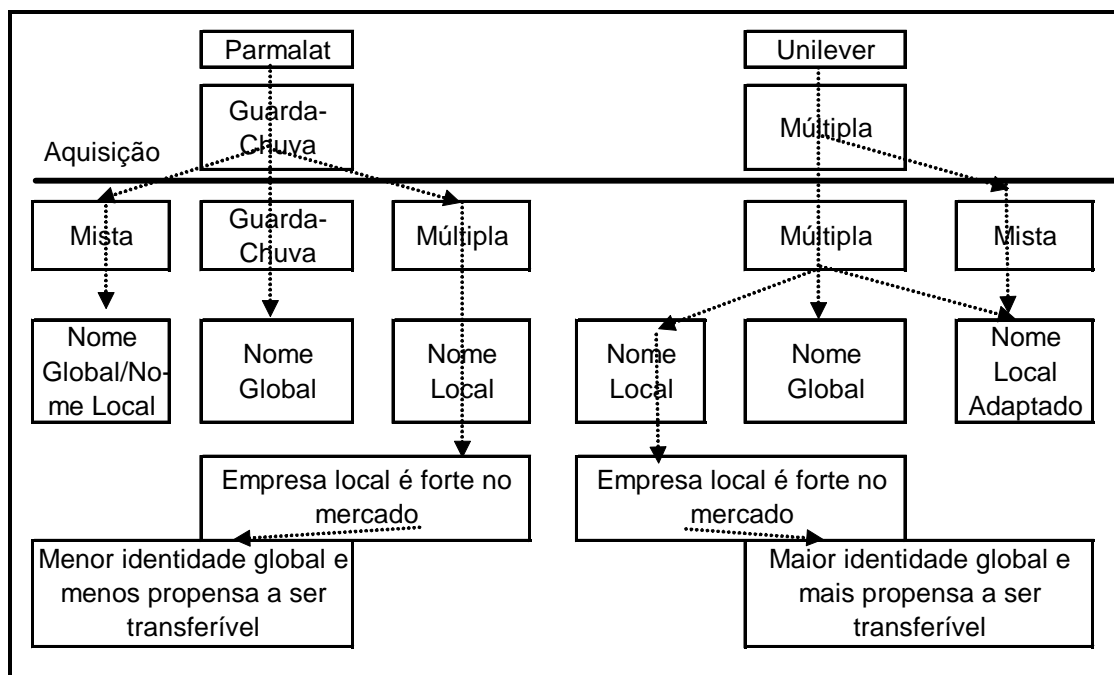 Parmalat
Unilever
Guarda-
Chuva
Múltipla
Aquisição
Mista
Guarda-
Chuva
Múltipla
Múltipla
Mista
Nome
Global/No-
me Local
Nome
Global
Nome
Local
Nome
Local
Nome
Global
Nome
Local
Adaptado
Empresa local é forte no
mercado
Empresa local é forte no
mercado
Menor identidade global e
menos propensa a ser
transferível
Maior identidade global e
mais propensa a ser
transferível